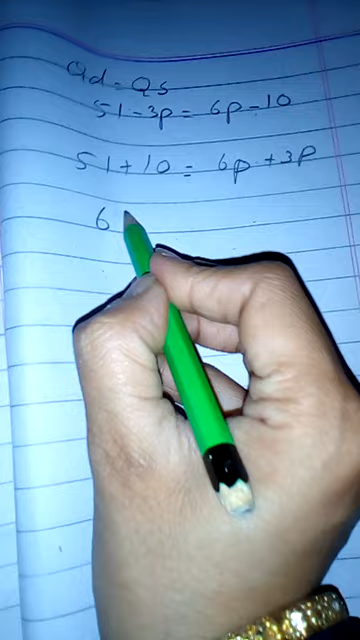 Qd = Qs
51 - 3p = 6p - 10
51 + 10 = 6p + 3p
6